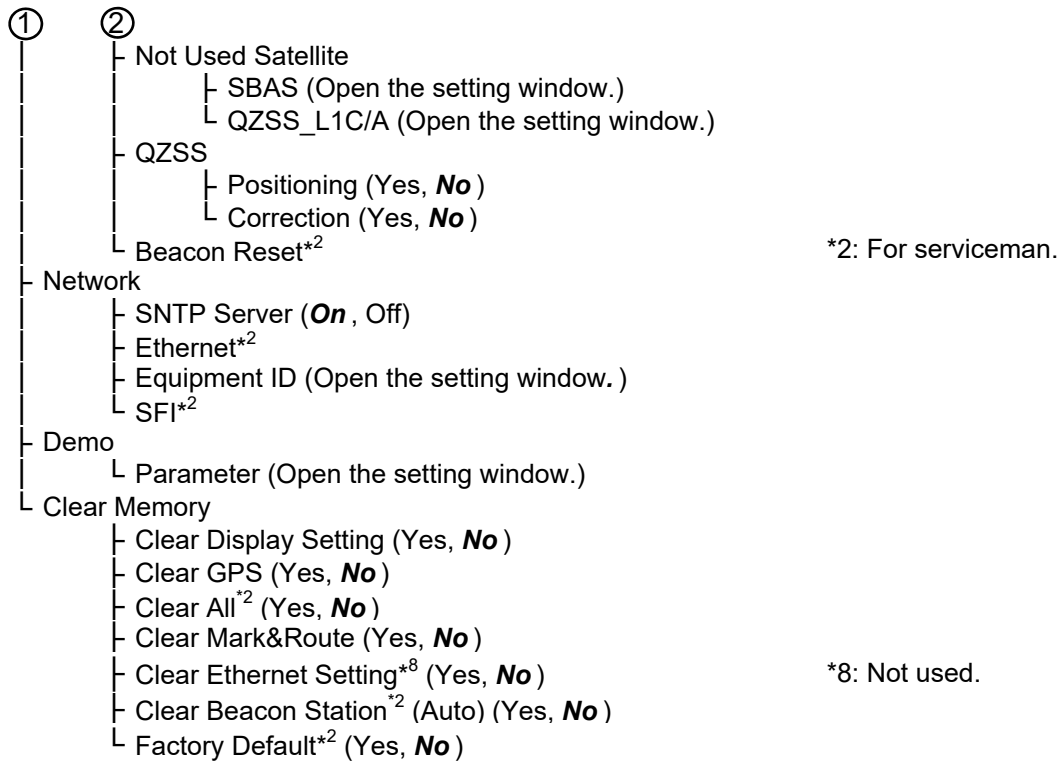 ① ②
Not Used Satellite
SBAS (Open the setting window.)
QZSS_L1C/A (Open the setting window.)
QZSS
Positioning (Yes, No )
Correction (Yes, No )
Beacon Reset*2 *2: For serviceman.
Network
SNTP Server (On , Off)
Ethernet*2
Equipment ID (Open the setting window. )
SFI*2
Demo
Parameter (Open the setting window.)
Clear Memory
Clear Display Setting (Yes, No )
Clear GPS (Yes, No )
Clear All*2 (Yes, No )
Clear Mark&Route (Yes, No )
Clear Ethernet Setting*8 (Yes, No ) *8: Not used.
Clear Beacon Station*2 (Auto) (Yes, No )
Factory Default*2 (Yes, No )